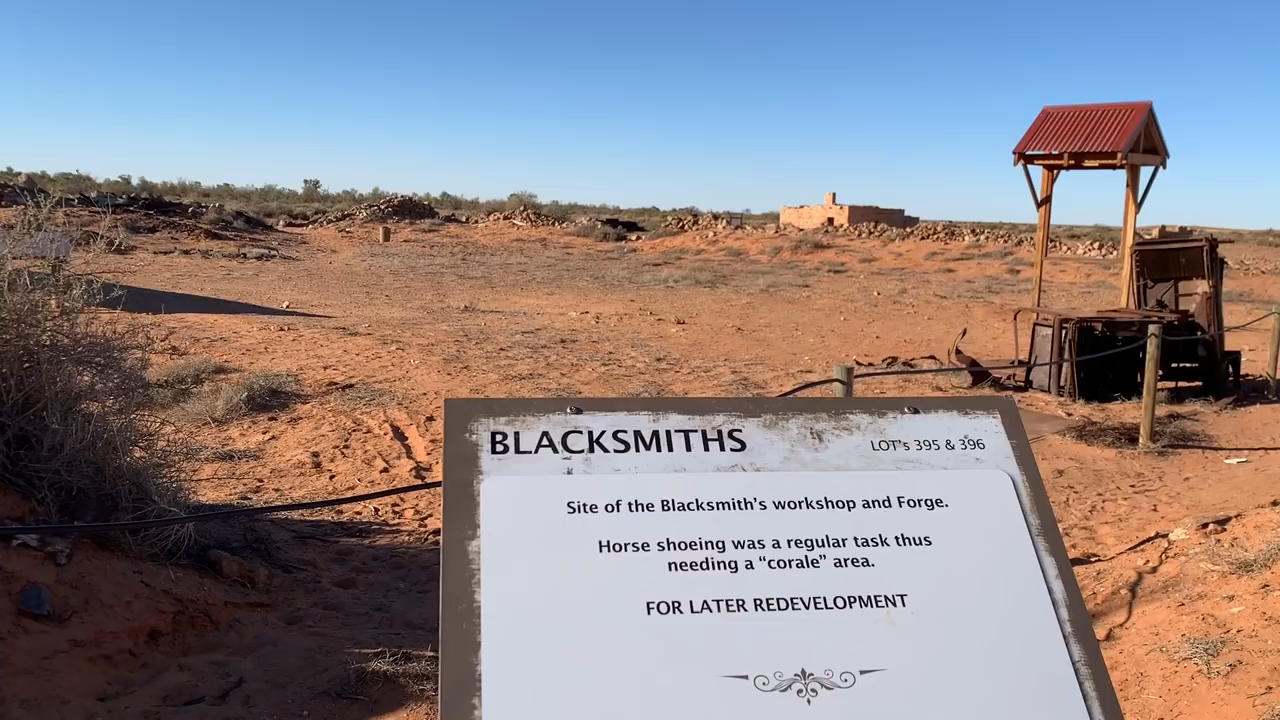 BLACKSMITHS
LOT's 395 & 396
Site of the Blacksmith's workshop and Forge.
Horse shoeing was a regular task thus
needing a “corale” area.
FOR LATER REDEVELOPMENT